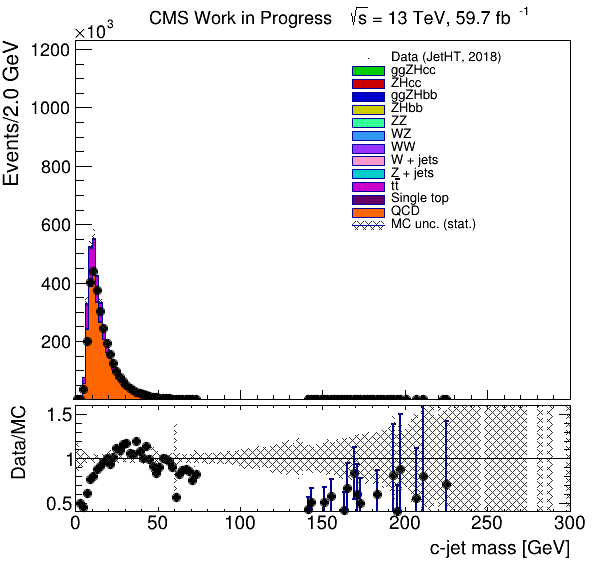 CMS Work in Progress √s = 13 TeV, 59.7 fb -1
×10³
Events/2.0 GeV
1200
1000
800
600
400
200
Data (JetHT, 2018)
ggZHcc
ZHcc
ggZHbb
ZHbb
ZZ
WZ
WW
W + jets
Z + jets
tt̅
Single top
QCD
MC unc. (stat.)
Data/MC
1.5
1
0.5
0 50 100 150 200 250 300
c-jet mass [GeV]